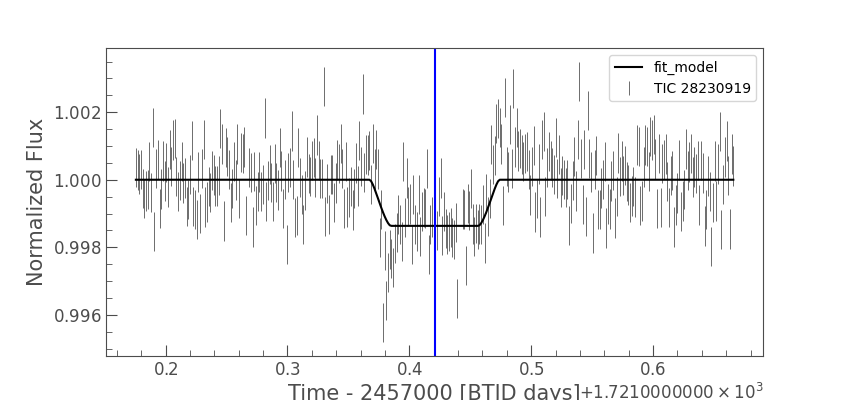 fit_model
TIC 28230919
Normalized Flux
1.002
1.000
0.998
0.996
0.2 0.3 0.4 0.5 0.6
Time - 2457000 [BTJD days]
+1.7210000000 × 10³